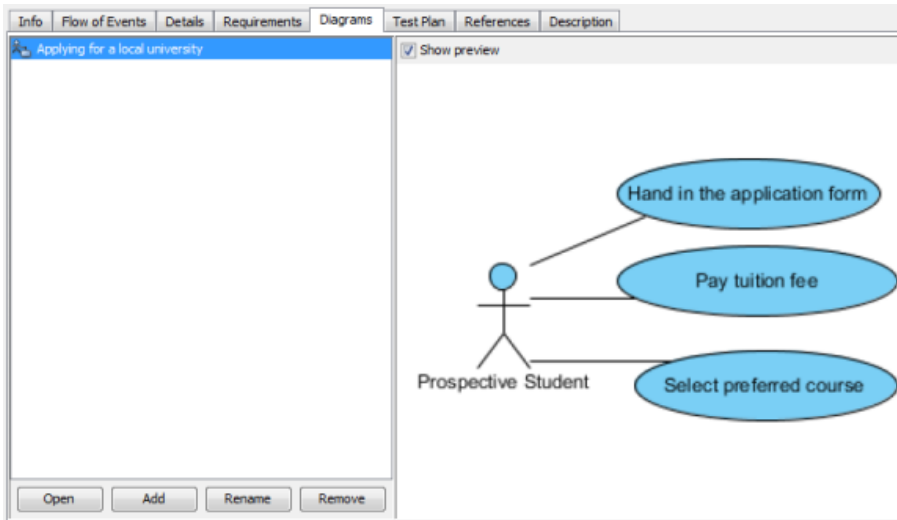 Info Flow of Events Details Requirements Diagrams Test Plan References Description
Applying for a local university
Show preview
Hand in the application form
Pay tuition fee
Prospective Student
Select preferred course
Open Add Rename Remove